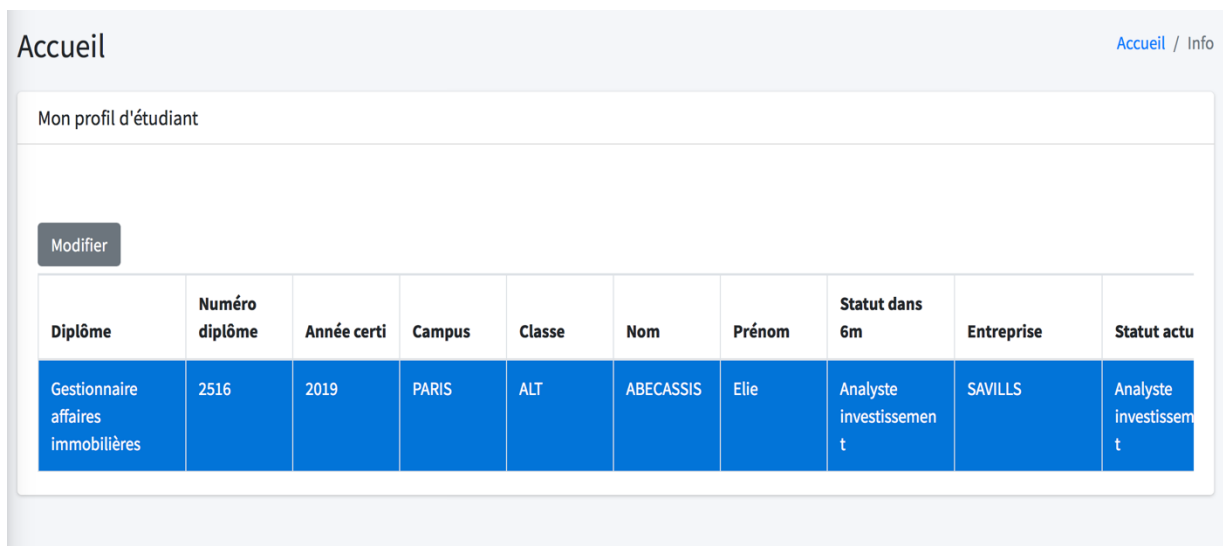 Accueil
Accueil / Info
Mon profil d'étudiant
Modifier
Diplôme Numéro diplôme Année certi Campus Classe Nom Prénom Statut dans 6m Entreprise Statut actu
Gestionnaire affaires immobilières 2516 2019 PARIS ALT ABECASSIS Elie Analyste investissemen t SAVILLS Analyste investissem t